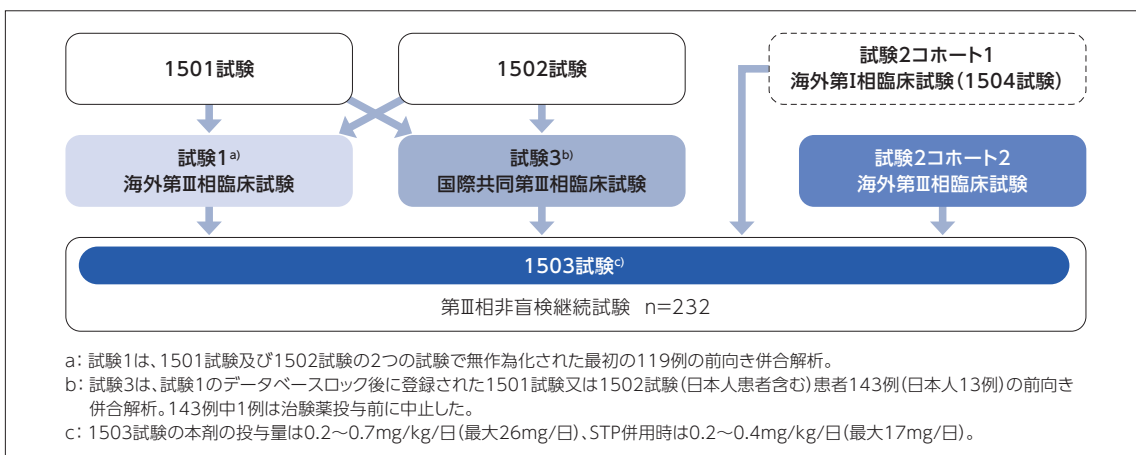 1501試験
1502試験
試験2コホート1
海外第Ⅰ相臨床試験(1504試験)
試験1a)
海外第Ⅲ相臨床試験
試験3b)
国際共同第Ⅲ相臨床試験
試験2コホート2
海外第Ⅲ相臨床試験
1503試験c)
第Ⅲ相非盲検継続試験 n=232
a: 試験1は、1501試験及び1502試験の2つの試験で無作為化された最初の119例の前向き併合解析。
b: 試験3は、試験1のデータベースロック後に登録された1501試験又は1502試験(日本人患者含む)患者143例(日本人13例)の前向き
併合解析。143例中1例は治験薬投与前に中止した。
c: 1503試験の本剤の投与量は0.2〜0.7mg/kg/日(最大26mg/日)、STP併用時は0.2〜0.4mg/kg/日(最大17mg/日)。